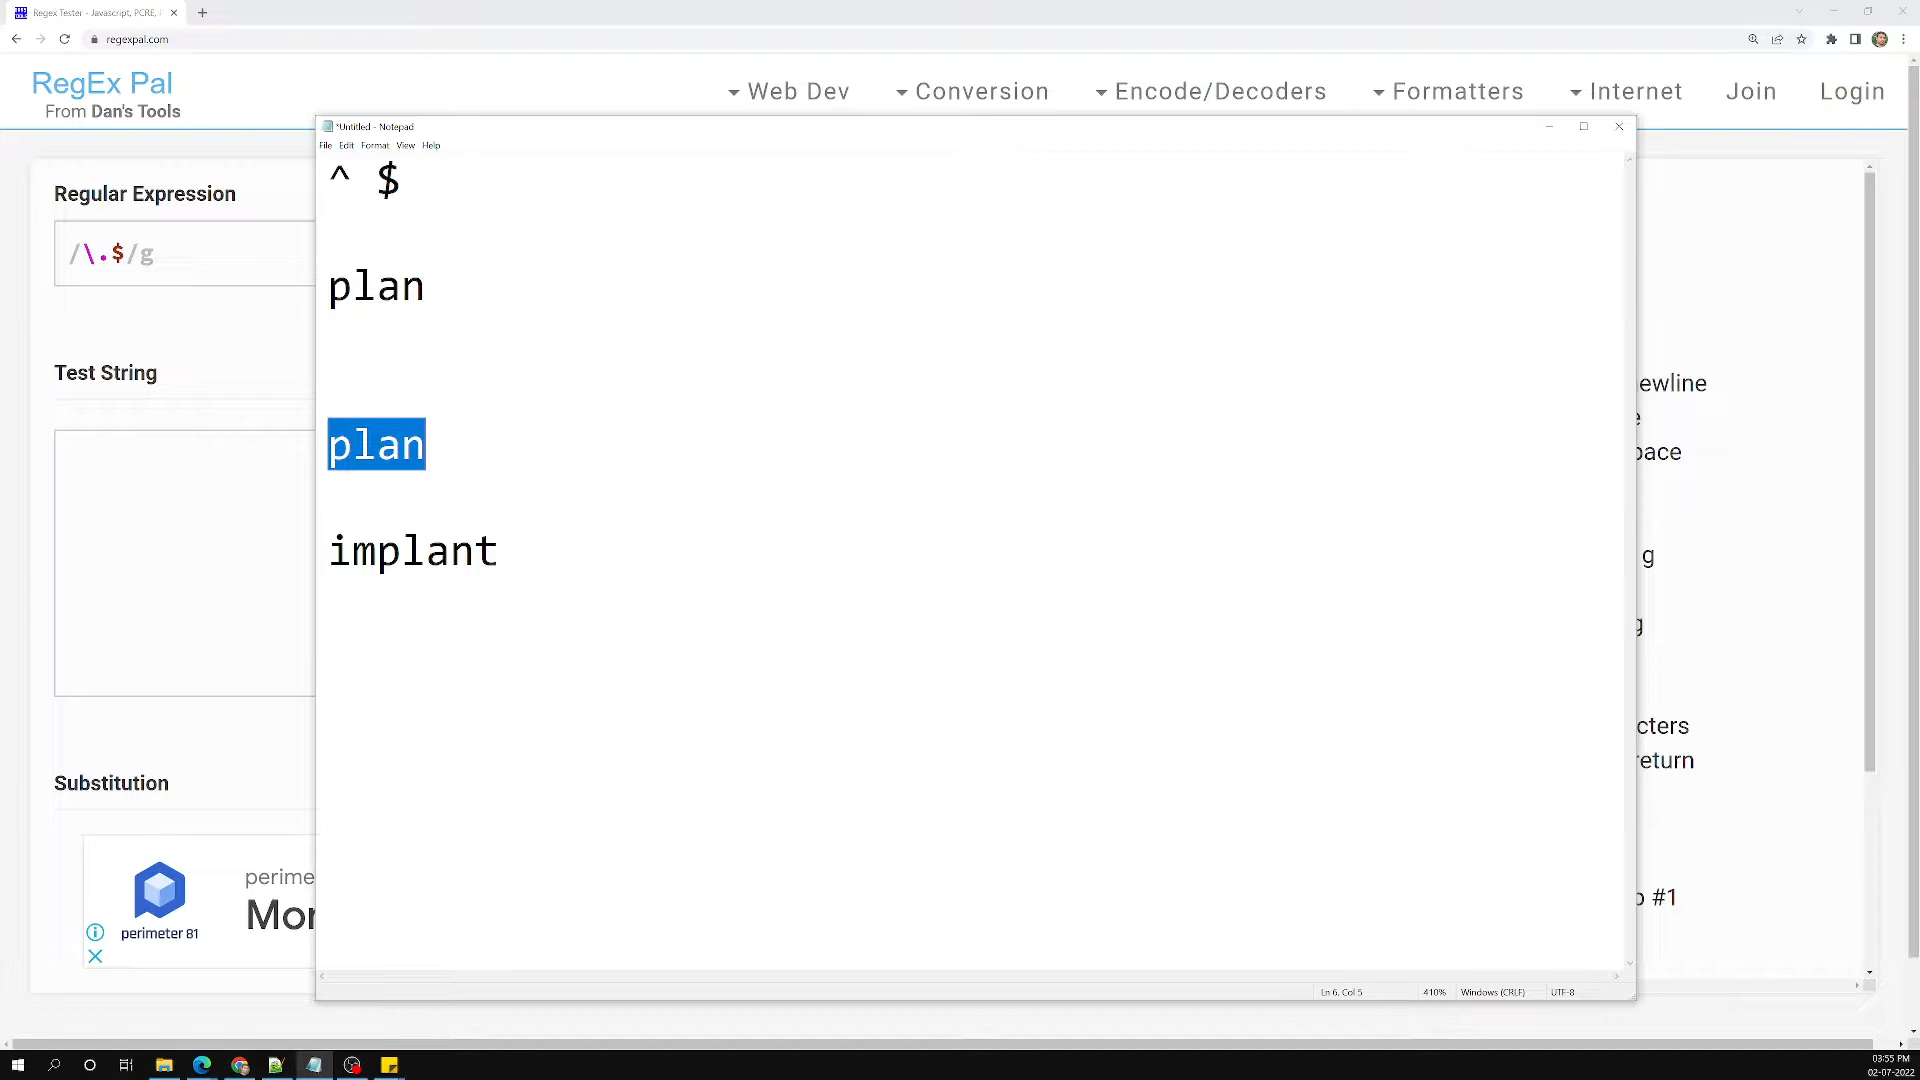 Regex Tester - Javascript, PCRE,
regexpal.com
RegEx Pal
From Dan's Tools
Web Dev
Conversion
Encode/Decoders
Formatters
Internet
Join
Login
*Untitled - Notepad
File Edit Format View Help
^ $
plan
plan
implant
Regular Expression
/\.$/g
Test String
Substitution
perimeter 81
perime
Mor
ewline
e
pace
g
g
cters
return
p #1
Ln 6, Col 5
410%
Windows (CRLF)
UTF-8
03:55 PM
02-07-2022